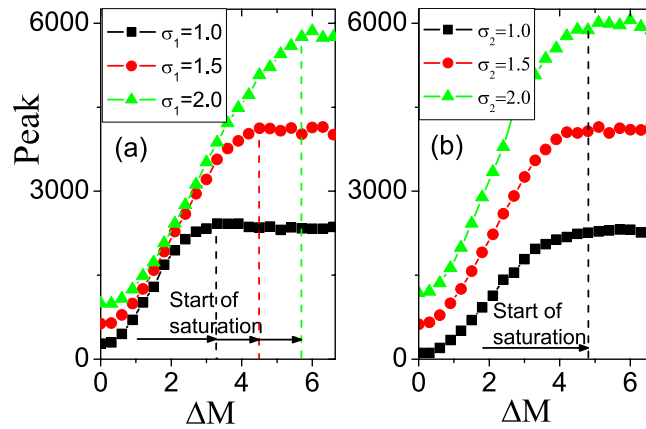 6000
3000
0
Peak
σ₁=1.0
σ₁=1.5
σ₁=2.0
(a)
Start of
saturation
0
2
4
6
ΔM
σ₂=1.0
σ₂=1.5
σ₂=2.0
(b)
Start of
saturation
6000
3000
0
0
2
4
6
ΔM